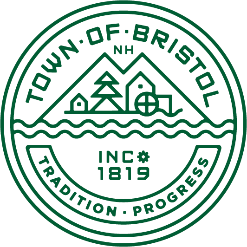 TOWN·OF·BRISTOL
NH
INC
1819
TRADITION · PROGRESS